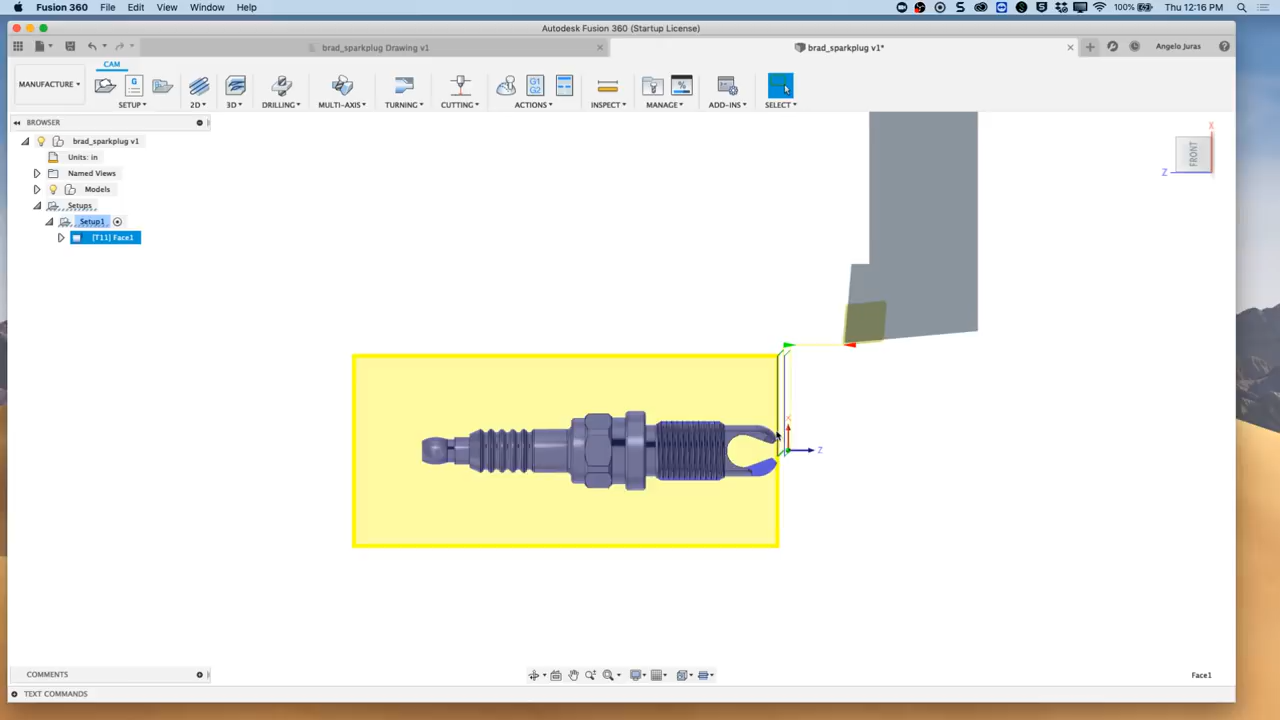 Fusion 360 File Edit View Window Help 100% Thu 12:16 PM
Autodesk Fusion 360 (Startup License)
brad_sparkplug Drawing v1 brad_sparkplug v1* Angelo Juras
CAM
MANUFACTURE
G1
G2
SETUP 2D 3D DRILLING MULTI-AXIS TURNING CUTTING ACTIONS INSPECT MANAGE ADD-INS SELECT
BROWSER
brad_sparkplug v1
Units: in
Named Views
Models
Setups
Setup1
[T11] Face1
X
FRONT
Z
X
Z
COMMENTS
Face1
TEXT COMMANDS